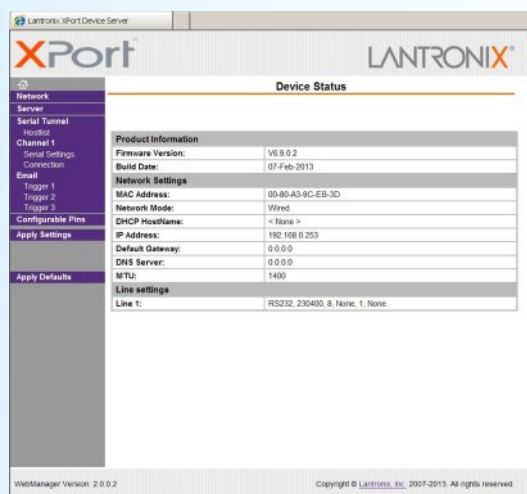 Lantronix XPort Device Server
XPort
LANTRONIX®
Device Status
Network
Server
Serial Tunnel
Hostlist
Channel 1
Serial Settings
Connection
Email
Trigger 1
Trigger 2
Trigger 3
Configurable Pins
Apply Settings
Apply Defaults
Product Information
Firmware Version: V6.9.0.2
Build Date: 07-Feb-2013
Network Settings
MAC Address: 00-80-A3-9C-EB-3D
Network Mode: Wired
DHCP HostName: < None >
IP Address: 192.168.0.253
Default Gateway: 0.0.0.0
DNS Server: 0.0.0.0
MTU: 1400
Line settings
Line 1: RS232, 230400, 8, None, 1, None.
WebManager Version: 2.0.0.2
Copyright © Lantronix, Inc. 2007-2013. All rights reserved.